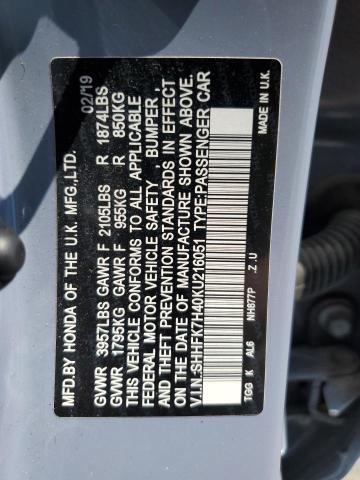 MFD.BY HONDA OF THE U.K. MFG.,LTD. 02/19
GVWR 3957LBS GAWR F 2105LBS R 1874LBS
GVWR 1795KG GAWR F 955KG R 850KG
THIS VEHICLE CONFORMS TO ALL APPLICABLE
FEDERAL MOTOR VEHICLE SAFETY , BUMPER ,
AND THEFT PREVENTION STANDARDS IN EFFECT
ON THE DATE OF MANUFACTURE SHOWN ABOVE.
V.I.N.:SHHFK7H40KU216051 TYPE:PASSENGER CAR
TGG K AL6 NH877P .Z.U MADE IN U.K.